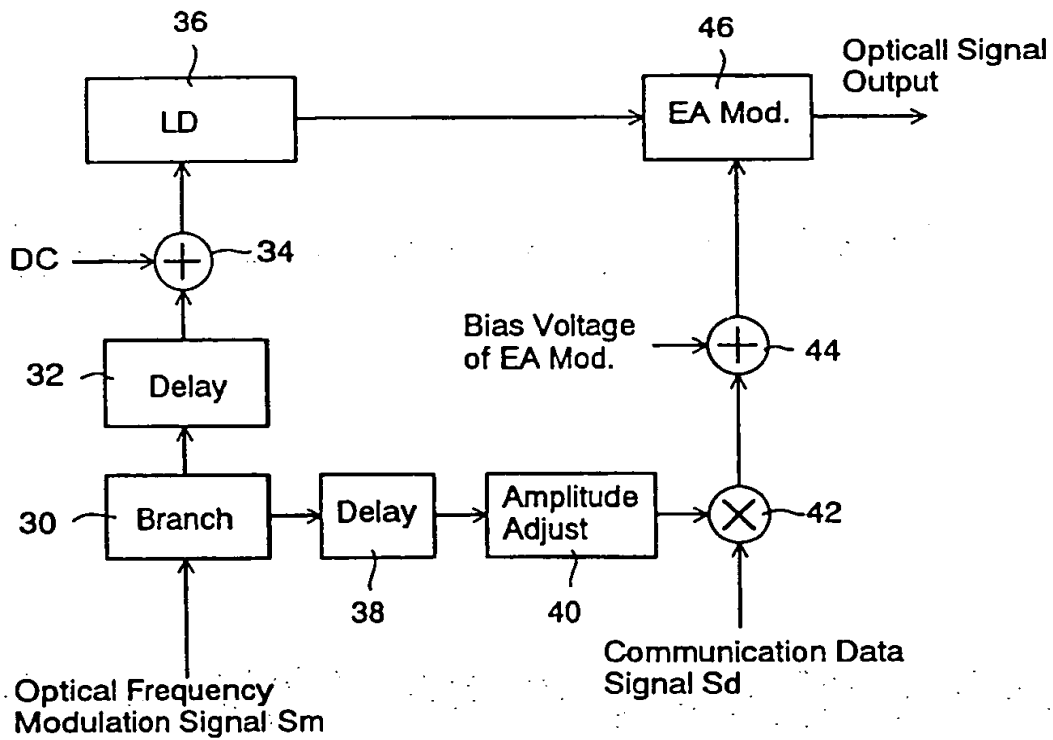 36
LD
46
EA Mod.
Opticall Signal
Output
DC
34
Bias Voltage
of EA Mod.
44
32
Delay
30
Branch
Delay
38
Amplitude
Adjust
40
42
Communication Data
Signal Sd
Optical Frequency
Modulation Signal Sm